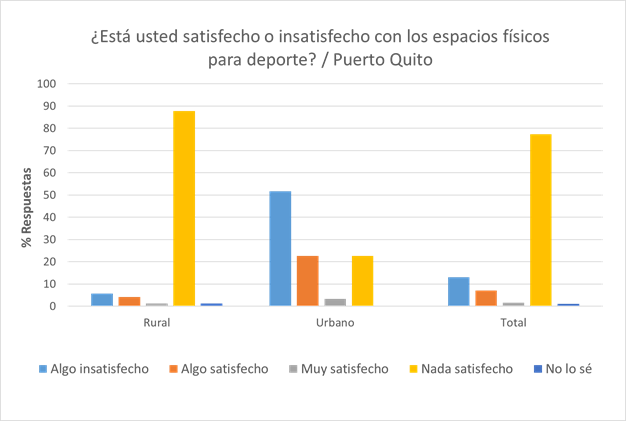 ¿Está usted satisfecho o insatisfecho con los espacios físicos
para deporte? / Puerto Quito
% Respuestas
100
90
80
70
60
50
40
30
20
10
0
Rural
Urbano
Total
Algo insatisfecho
Algo satisfecho
Muy satisfecho
Nada satisfecho
No lo sé